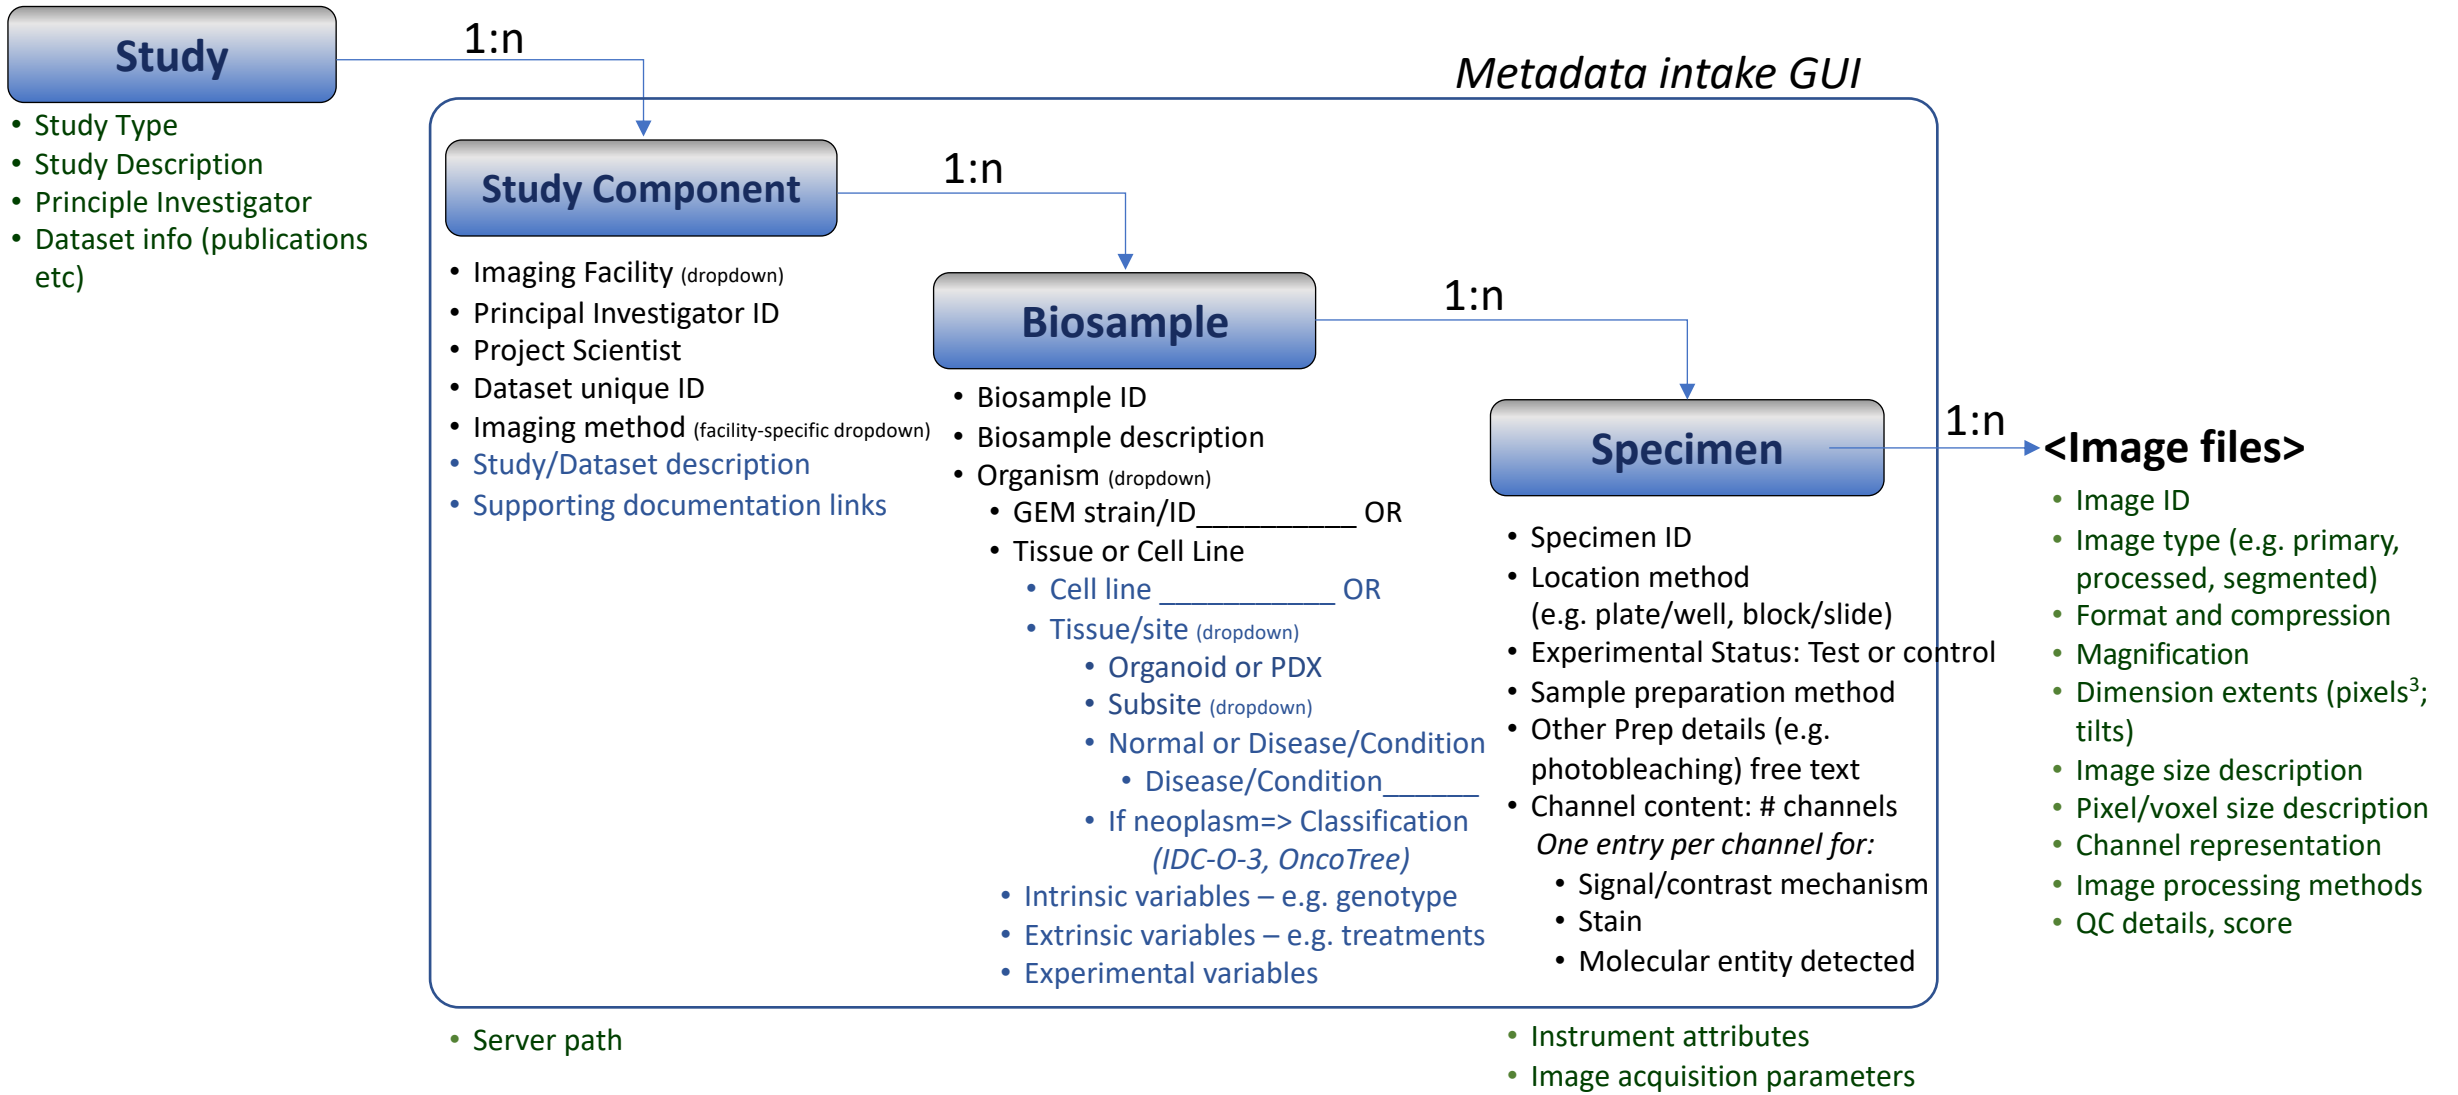 Study
1:n
• Study Type
• Study Description
• Principle Investigator
• Dataset info (publications
etc)
Metadata intake GUI
Study Component
1:n
• Imaging Facility (dropdown)
• Principal Investigator ID
• Project Scientist
• Dataset unique ID
• Imaging method (facility-specific dropdown)
• Study/Dataset description
• Supporting documentation links
• Server path
Biosample
1:n
• Biosample ID
• Biosample description
• Organism (dropdown)
• GEM strain/ID__________ OR
• Tissue or Cell Line
• Cell line ___________ OR
• Tissue/site (dropdown)
• Organoid or PDX
• Subsite (dropdown)
• Normal or Disease/Condition
• Disease/Condition______
• If neoplasm=> Classification
(IDC-O-3, OncoTree)
• Intrinsic variables – e.g. genotype
• Extrinsic variables – e.g. treatments
• Experimental variables
Specimen
1:n
• Specimen ID
• Location method
(e.g. plate/well, block/slide)
• Experimental Status: Test or control
• Sample preparation method
• Other Prep details (e.g.
photobleaching) free text
• Channel content: # channels
One entry per channel for:
• Signal/contrast mechanism
• Stain
• Molecular entity detected
• Instrument attributes
• Image acquisition parameters
<Image files>
• Image ID
• Image type (e.g. primary,
processed, segmented)
• Format and compression
• Magnification
• Dimension extents (pixels³;
tilts)
• Image size description
• Pixel/voxel size description
• Channel representation
• Image processing methods
• QC details, score